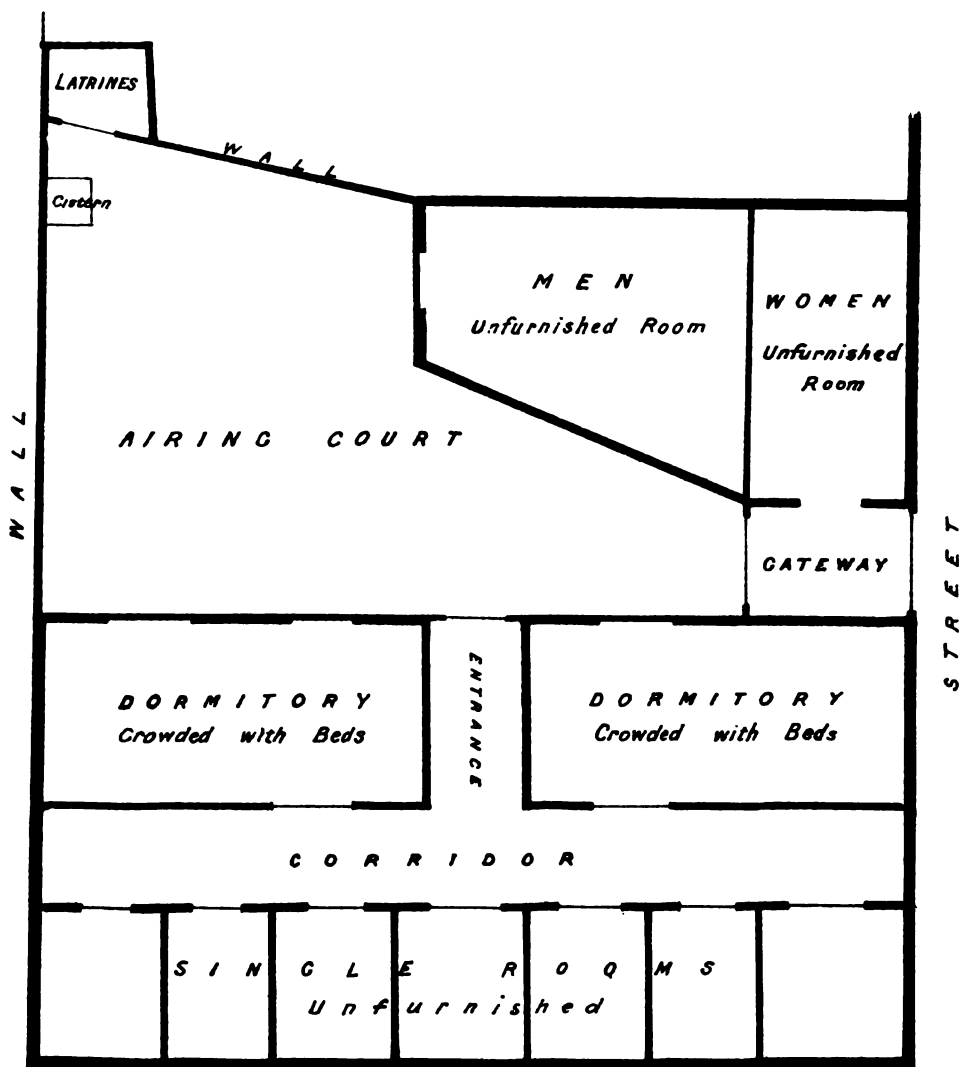 LATRINES
WALL
Cistern
MEN
Unfurnished Room
WOMEN
Unfurnished
Room
WALL
AIRING COURT
GATEWAY
STREET
ENTRANCE
DORMITORY
Crowded with Beds
DORMITORY
Crowded with Beds
CORRIDOR
SINGLE ROOMS
Unfurnished